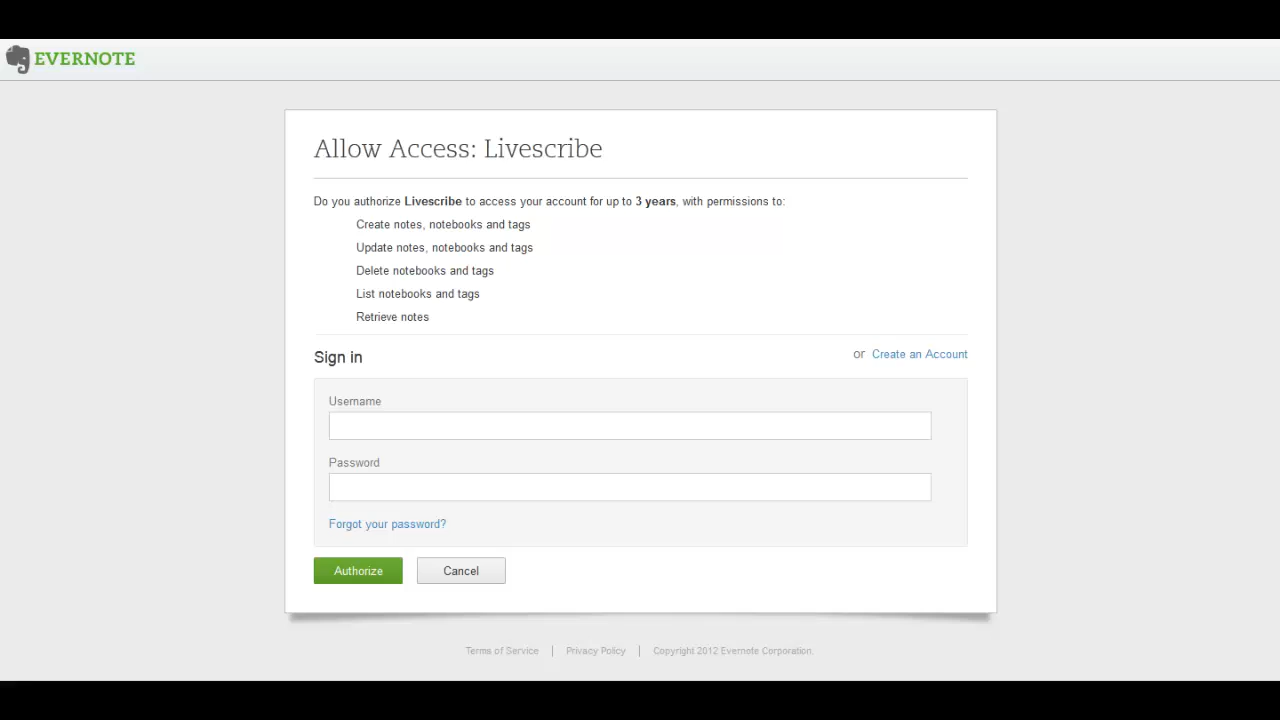 EVERNOTE
Allow Access: Livescribe
Do you authorize Livescribe to access your account for up to 3 years, with permissions to:
Create notes, notebooks and tags
Update notes, notebooks and tags
Delete notebooks and tags
List notebooks and tags
Retrieve notes
Sign in
or Create an Account
Username
Password
Forgot your password?
Authorize Cancel
Terms of Service | Privacy Policy | Copyright 2012 Evernote Corporation.